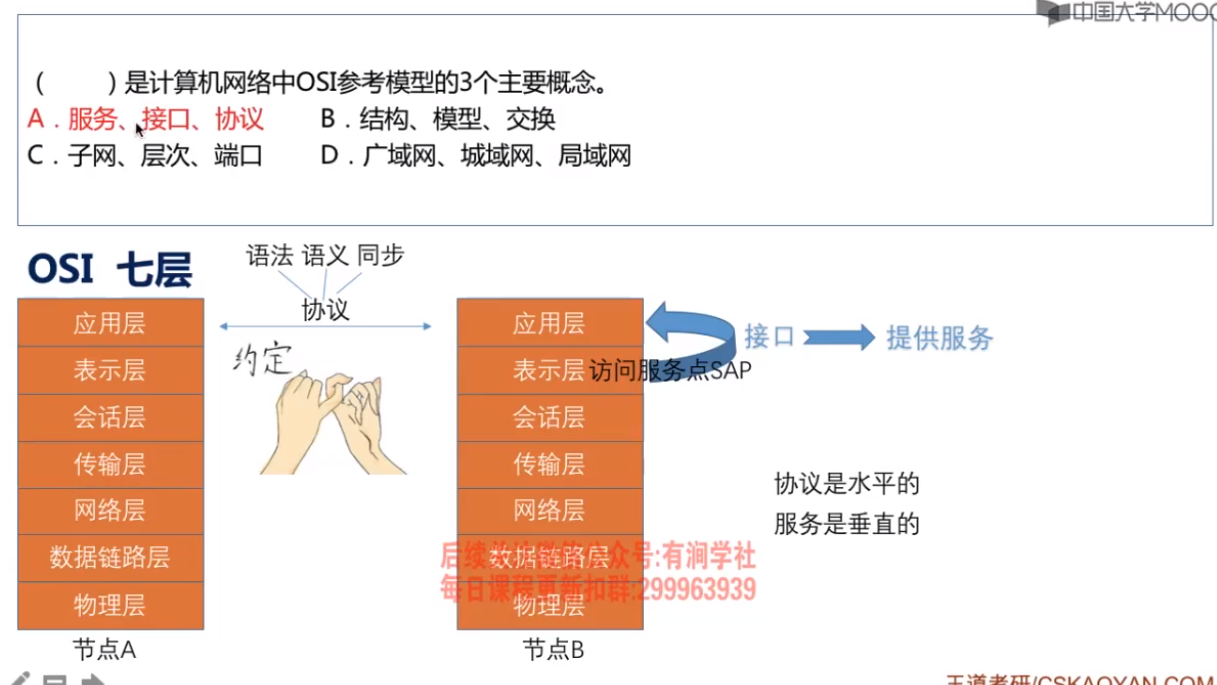 中国大学MOOC
（ ）是计算机网络中OSI参考模型的3个主要概念。
A．服务、接口、协议 B．结构、模型、交换
C．子网、层次、端口 D．广域网、城域网、局域网
OSI 七层
语法 语义 同步
协议
约定
应用层
表示层
会话层
传输层
网络层
数据链路层
物理层
节点A
应用层
表示层
会话层
传输层
网络层
数据链路层
物理层
节点B
接口
提供服务
访问服务点SAP
协议是水平的
服务是垂直的
公众号:有涧学社
每日课程更新扣群:299963939
王道考研/CSKAOYAN.COM